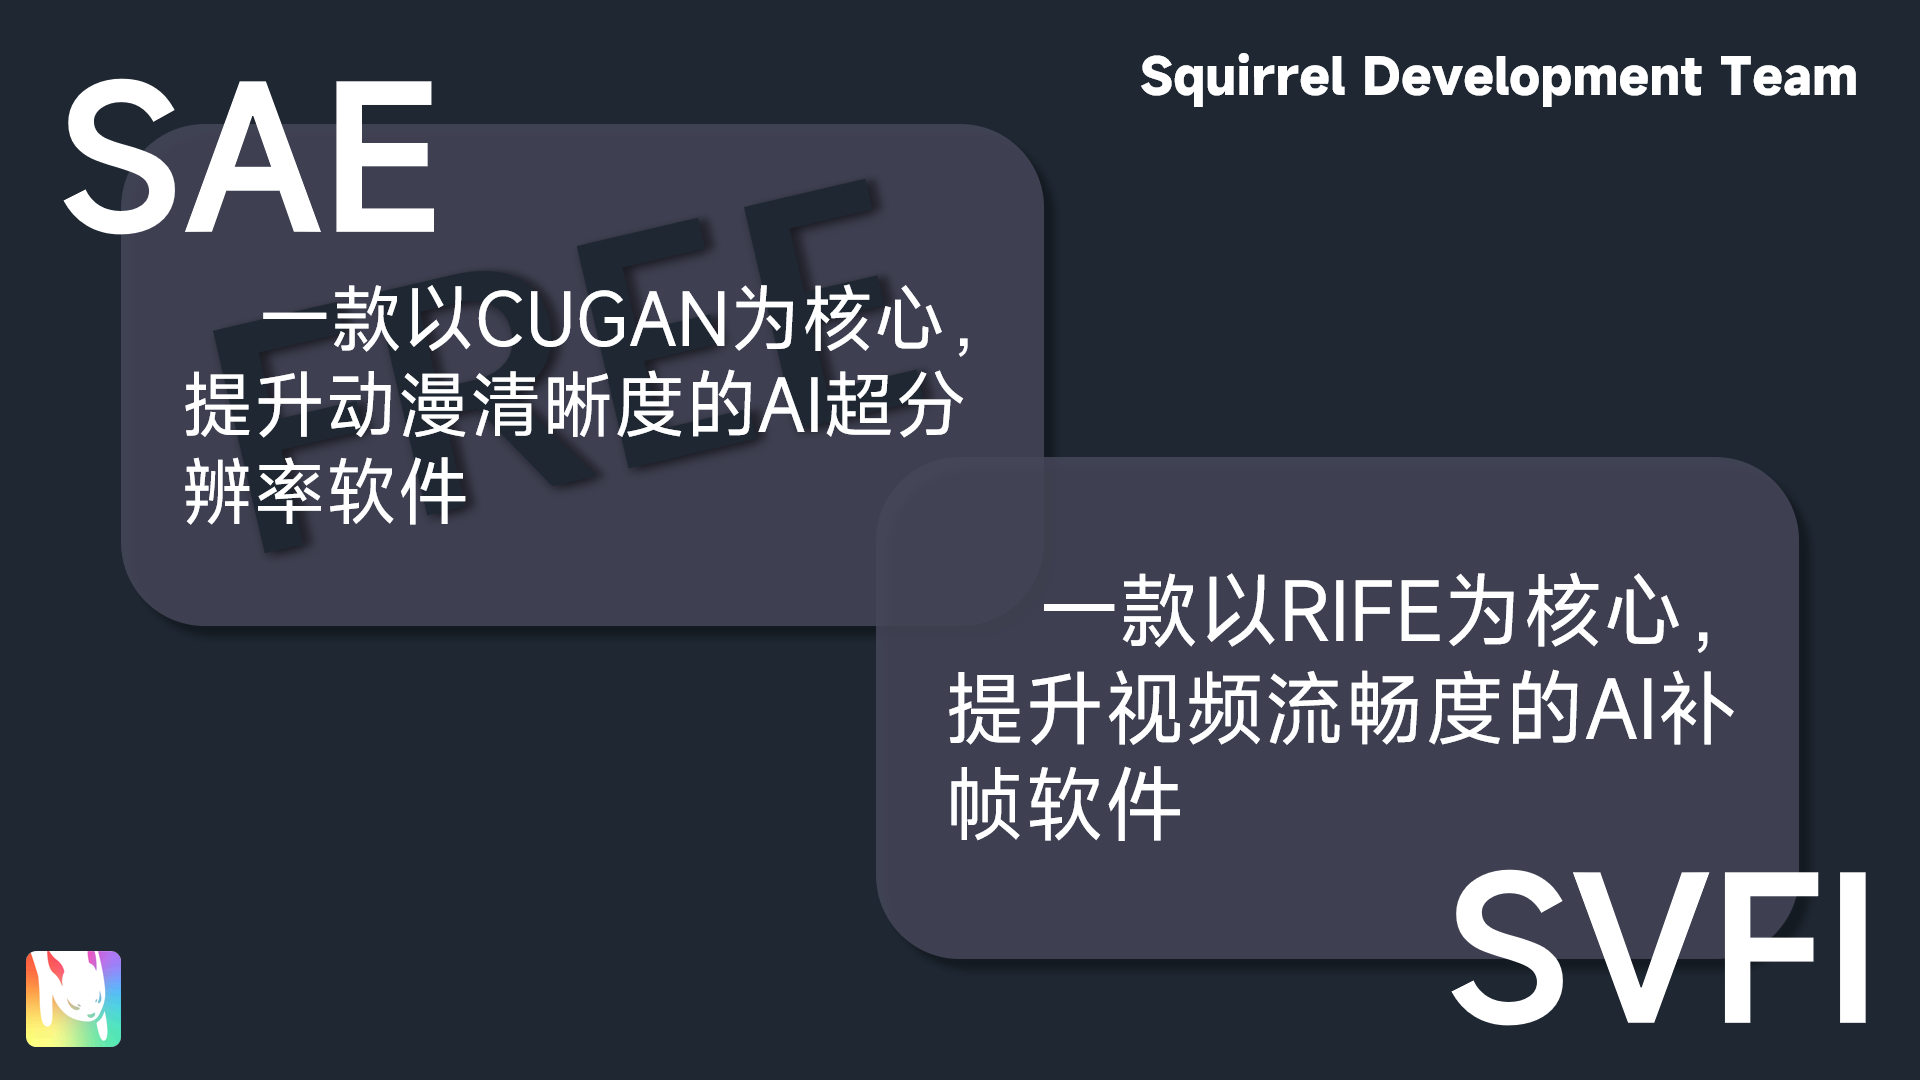 Squirrel Development Team
SAE
FREE
一款以CUGAN为核心，
提升动漫清晰度的AI超分
辨率软件
一款以RIFE为核心，
提升视频流畅度的AI补
帧软件
SVFI